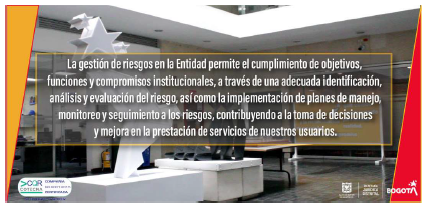 La gestión de riesgos en la Entidad permite el cumplimiento de objetivos,
funciones y compromisos institucionales, a través de una adecuada identificación,
análisis y evaluación del riesgo, así como la implementación de planes de manejo,
monitoreo y seguimiento a los riesgos, contribuyendo a la toma de decisiones
y mejora en la prestación de servicios de nuestros usuarios.
COTECNA
BOGOTÁ